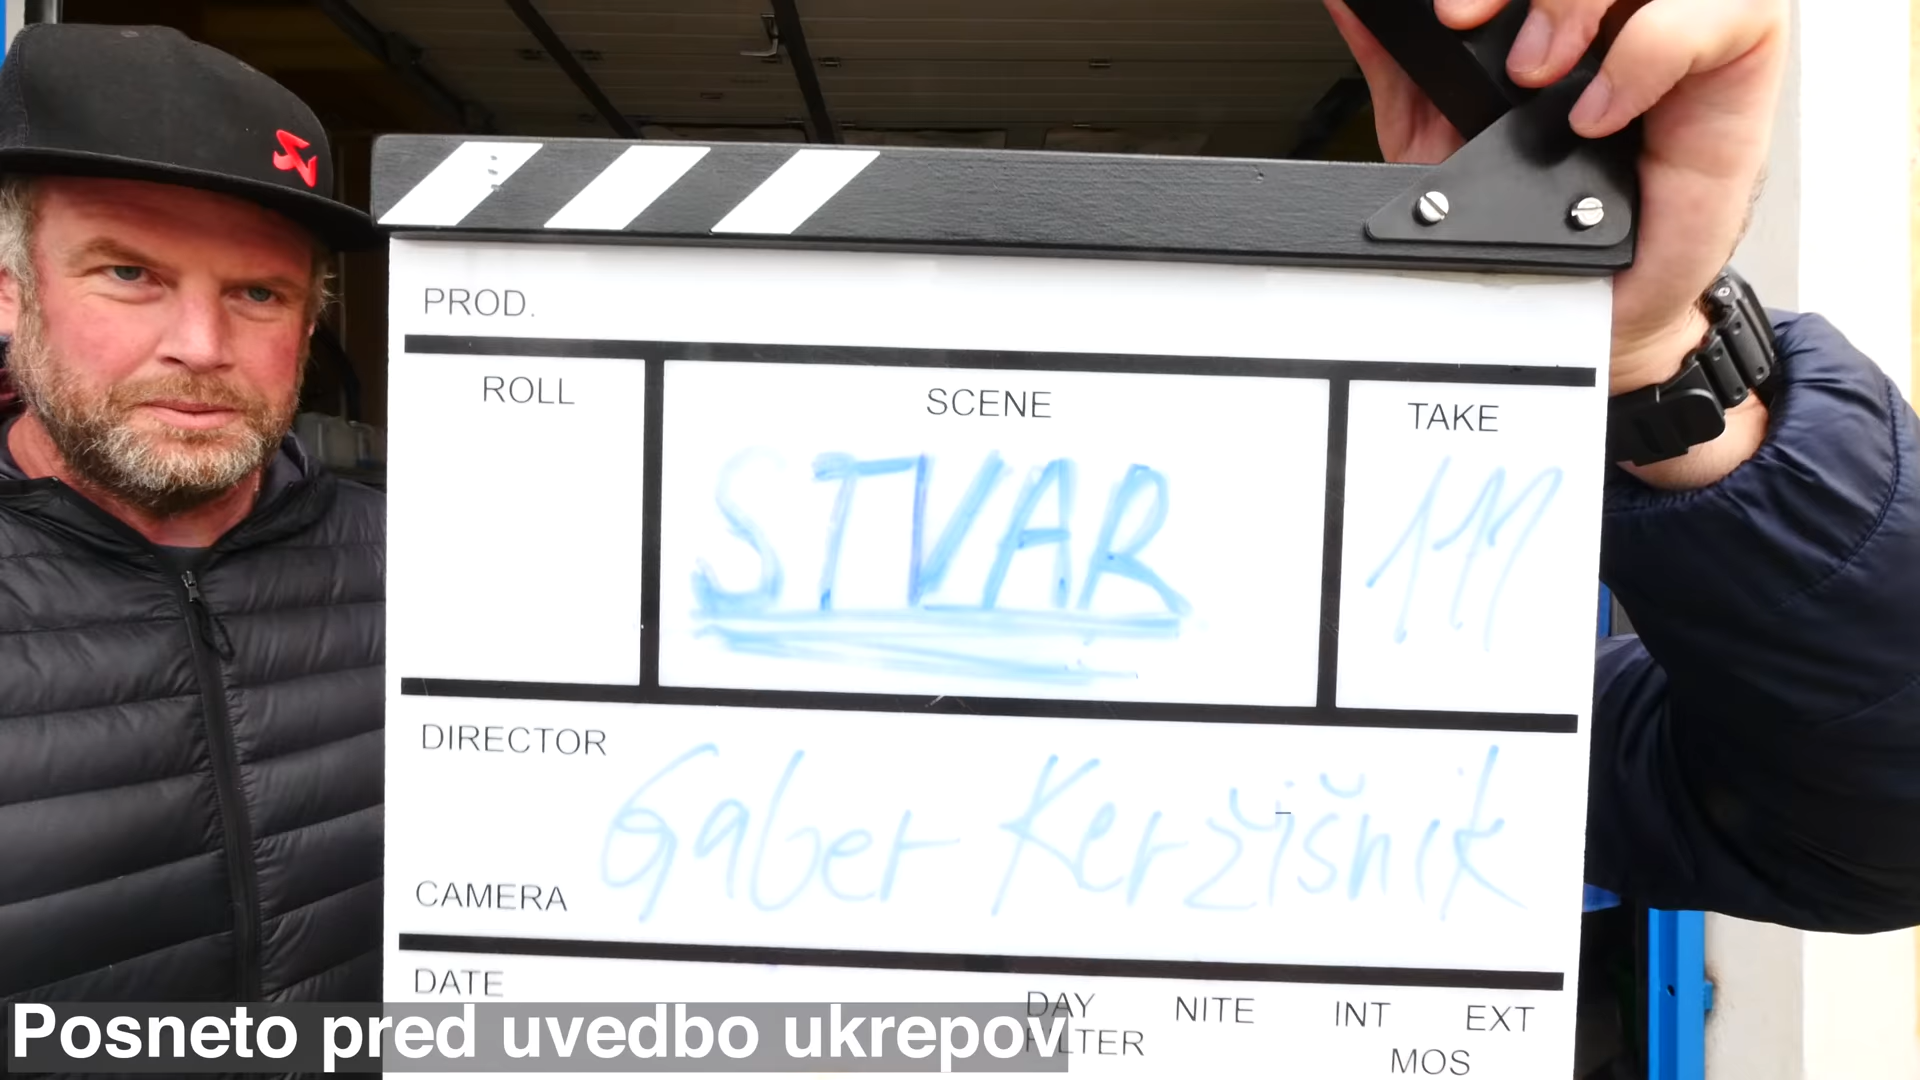 PROD.
ROLL
SCENE
TAKE
STVAR
111
DIRECTOR
Gaber Keržišnik
CAMERA
DATE
DAY NITE INT EXT
FILTER MOS
Posneto pred uvedbo ukrepov